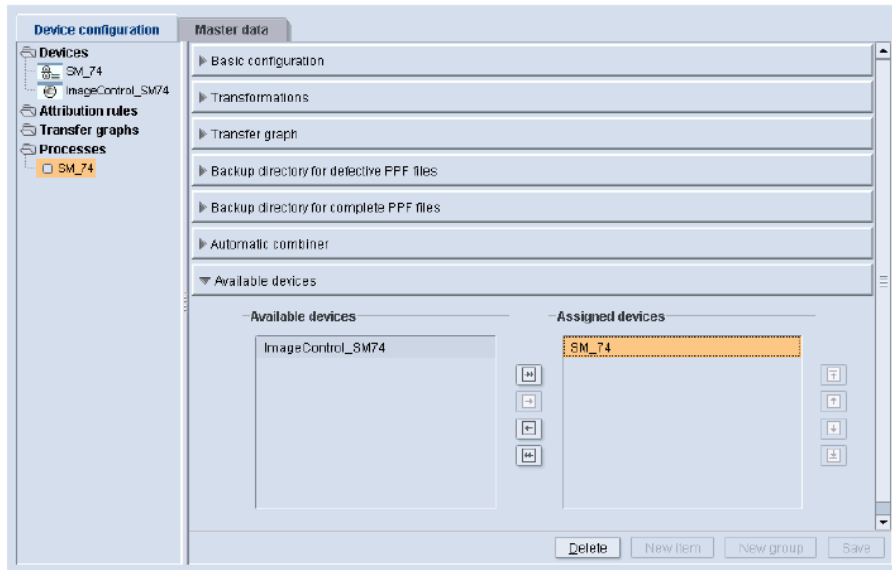 Device configuration
Master data
Devices
SM_74
ImageControl_SM74
Attribution rules
Transfer graphs
Processes
SM_74
Basic configuration
Transformations
Transfer graph
Backup directory for defective PPF files
Backup directory for complete PPF files
Automatic combiner
Available devices
Available devices
Assigned devices
ImageControl_SM74
SM_74
Delete
New item
New group
Save